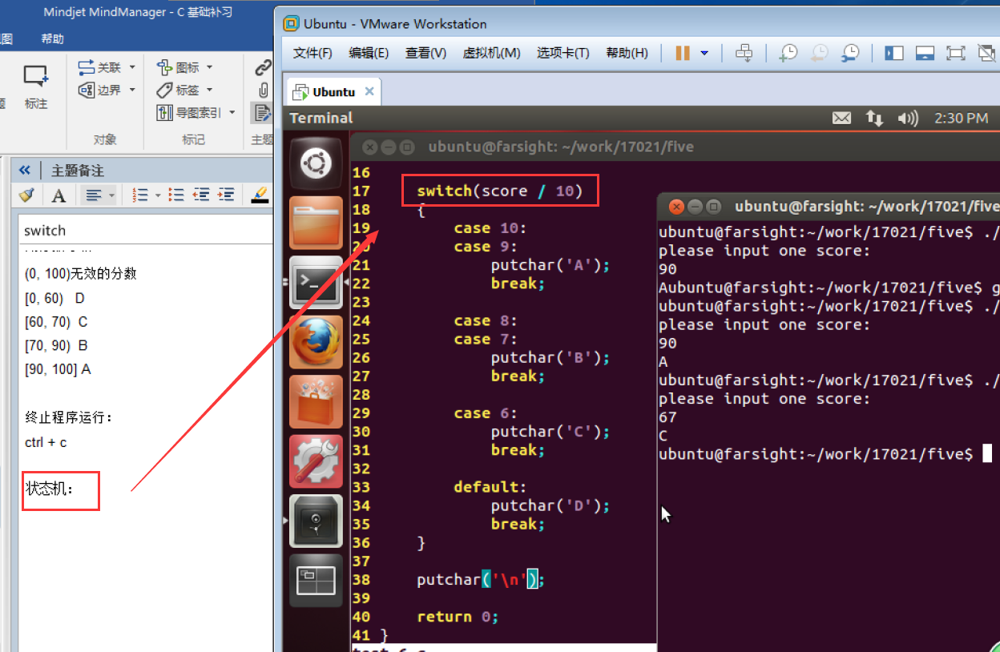 Mindjet MindManager - C 基础补习
图
帮助
关联
边界
标注
对象
图标
标签
导图索引
标记
主题
主题备注
switch
(0, 100)无效的分数
[0, 60) D
[60, 70) C
[70, 90) B
[90, 100] A
终止程序运行：
ctrl + c
状态机：
Ubuntu - VMware Workstation
文件(F) 编辑(E) 查看(V) 虚拟机(M) 选项卡(T) 帮助(H)
Ubuntu
Terminal
2:30 PM
ubuntu@farsight: ~/work/17021/five
16
17 switch(score / 10)
18 {
19 case 10:
20 case 9:
21 putchar('A');
22 break;
23
24 case 8:
25 case 7:
26 putchar('B');
27 break;
28
29 case 6:
30 putchar('C');
31 break;
32
33 default:
34 putchar('D');
35 break;
36 }
37
38 putchar('\n');
39
40 return 0;
41 }
ubuntu@farsight: ~/work/17021/five
ubuntu@farsight:~/work/17021/five$ ./
please input one score:
90
Aubuntu@farsight:~/work/17021/five$ g
ubuntu@farsight:~/work/17021/five$ ./
please input one score:
90
A
ubuntu@farsight:~/work/17021/five$ ./
please input one score:
67
C
ubuntu@farsight:~/work/17021/five$